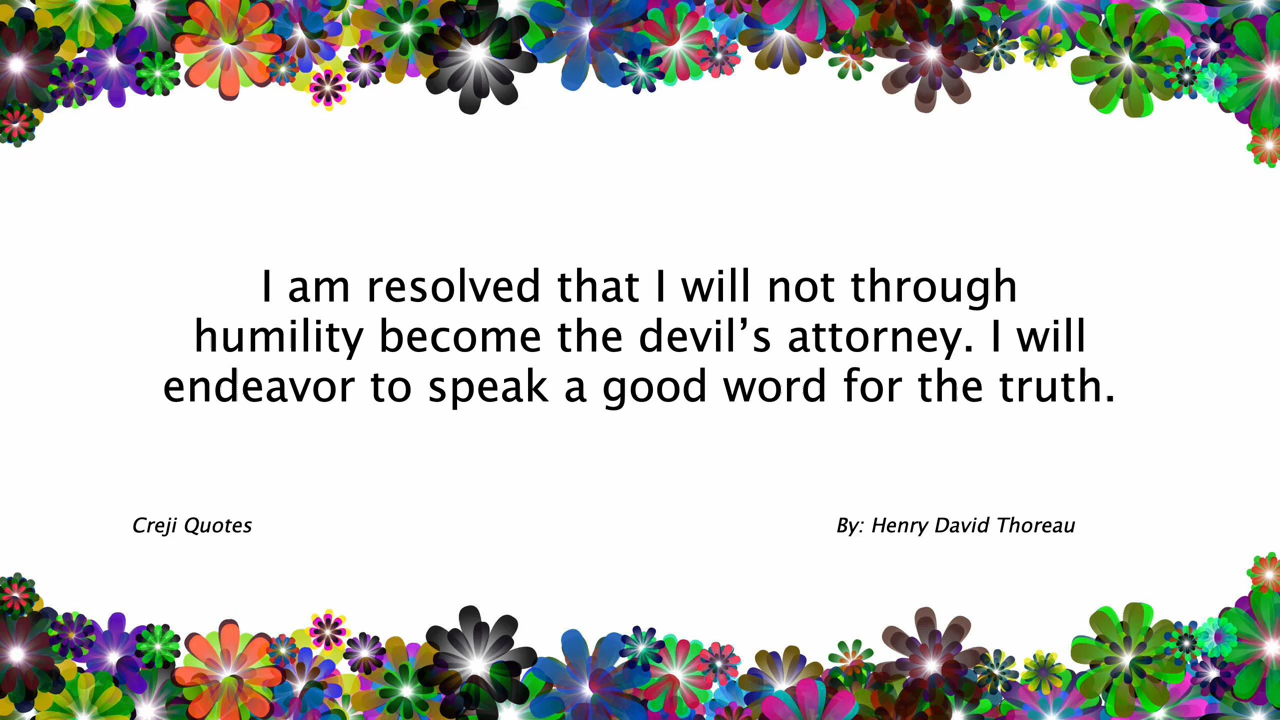 I am resolved that I will not through
humility become the devil’s attorney. I will
endeavor to speak a good word for the truth.
Creji Quotes
By: Henry David Thoreau